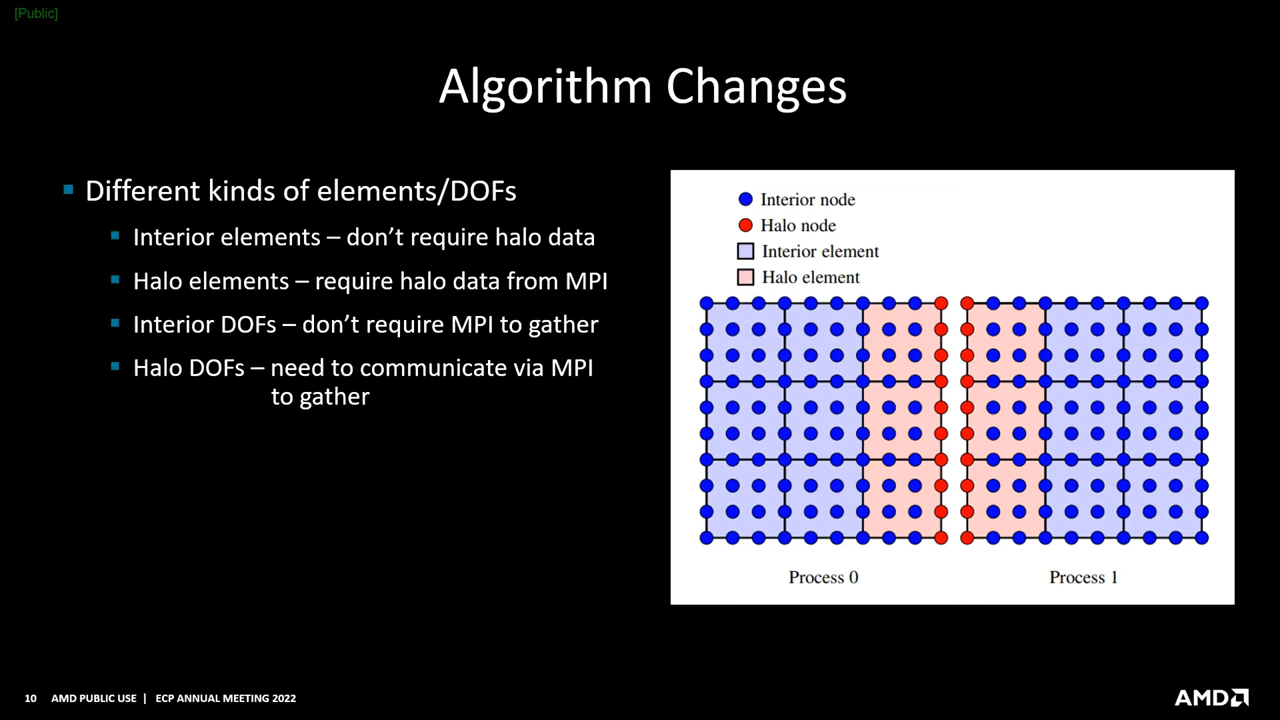 [Public]
Algorithm Changes
Different kinds of elements/DOFs
Interior elements – don't require halo data
Halo elements – require halo data from MPI
Interior DOFs – don't require MPI to gather
Halo DOFs – need to communicate via MPI
to gather
Interior node
Halo node
Interior element
Halo element
Process 0
Process 1
10 AMD PUBLIC USE | ECP ANNUAL MEETING 2022
AMD